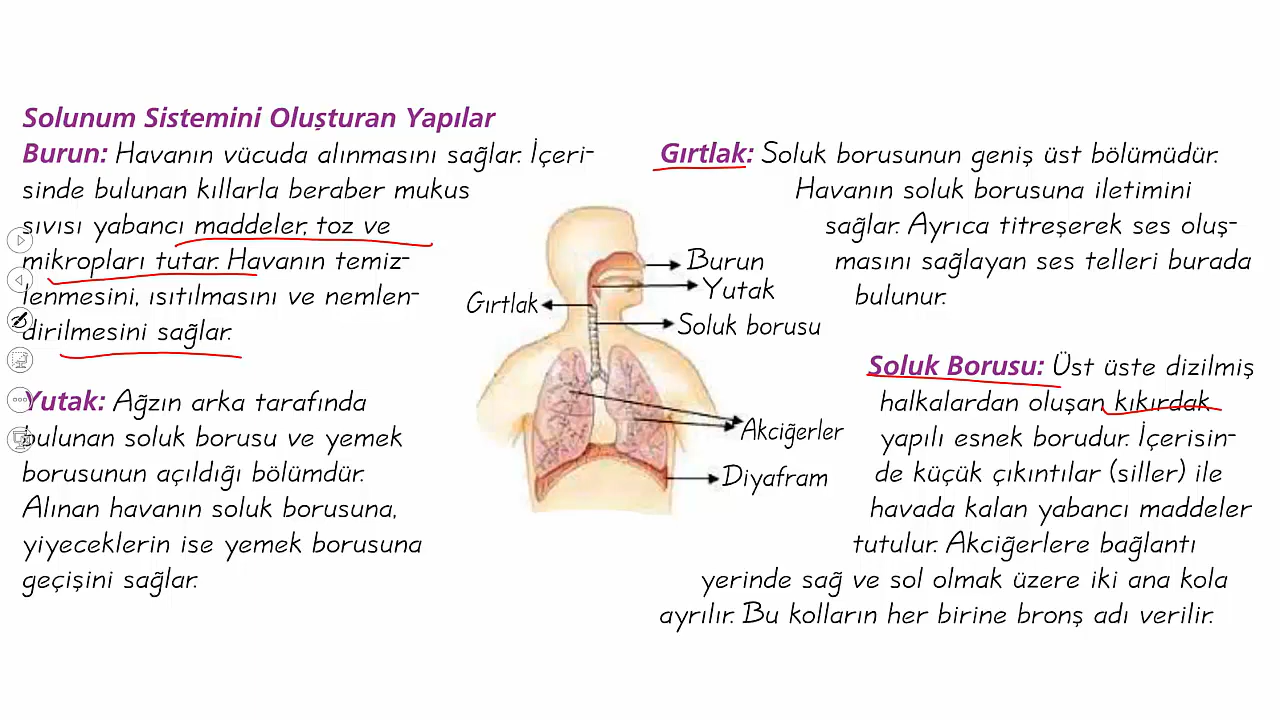 Solunum Sistemini Oluşturan Yapılar
Burun: Havanın vücuda alınmasını sağlar. İçeri-
sinde bulunan kıllarla beraber mukus
sıvısı yabancı maddeler, toz ve
mikropları tutar. Havanın temiz-
lenmesini, ısıtılmasını ve nemlen-
dirilmesini sağlar.
Yutak: Ağzın arka tarafında
bulunan soluk borusu ve yemek
borusunun açıldığı bölümdür.
Alınan havanın soluk borusuna,
yiyeceklerin ise yemek borusuna
geçişini sağlar.
Gırtlak
Burun
Yutak
Soluk borusu
Akciğerler
Diyafram
Gırtlak: Soluk borusunun geniş üst bölümüdür.
Havanın soluk borusuna iletimini
sağlar. Ayrıca titreşerek ses oluş-
masını sağlayan ses telleri burada
bulunur.
Soluk Borusu: Üst üste dizilmiş
halkalardan oluşan kıkırdak
yapılı esnek borudur. İçerisin-
de küçük çıkıntılar (siller) ile
havada kalan yabancı maddeler
tutulur. Akciğerlere bağlantı
yerinde sağ ve sol olmak üzere iki ana kola
ayrılır. Bu kolların her birine bronş adı verilir.